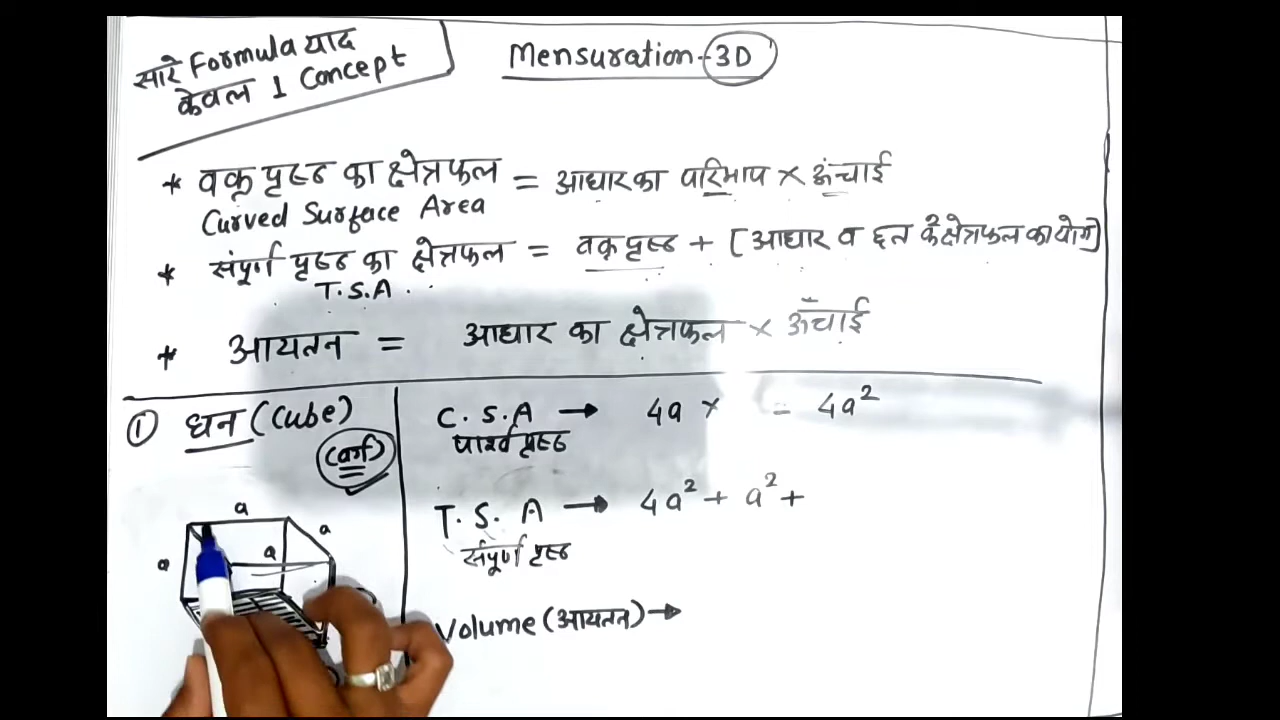 सारे Formula याद
केवल 1 Concept
Mensuration-3D
* वक्र पृष्ठ का क्षेत्रफल = आधार का परिमाप × ऊंचाई
Curved Surface Area
* संपूर्ण पृष्ठ का क्षेत्रफल = वक्र पृष्ठ + [आधार व छत के क्षेत्रफल का योग]
T.S.A
* आयतन = आधार का क्षेत्रफल × ऊँचाई
① घन (Cube)
(वर्ग)
C.S.A → 4a × = 4a²
पार्श्व पृष्ठ
T.S.A → 4a² + a² +
संपूर्ण पृष्ठ
Volume (आयतन) →
a
a
a
a